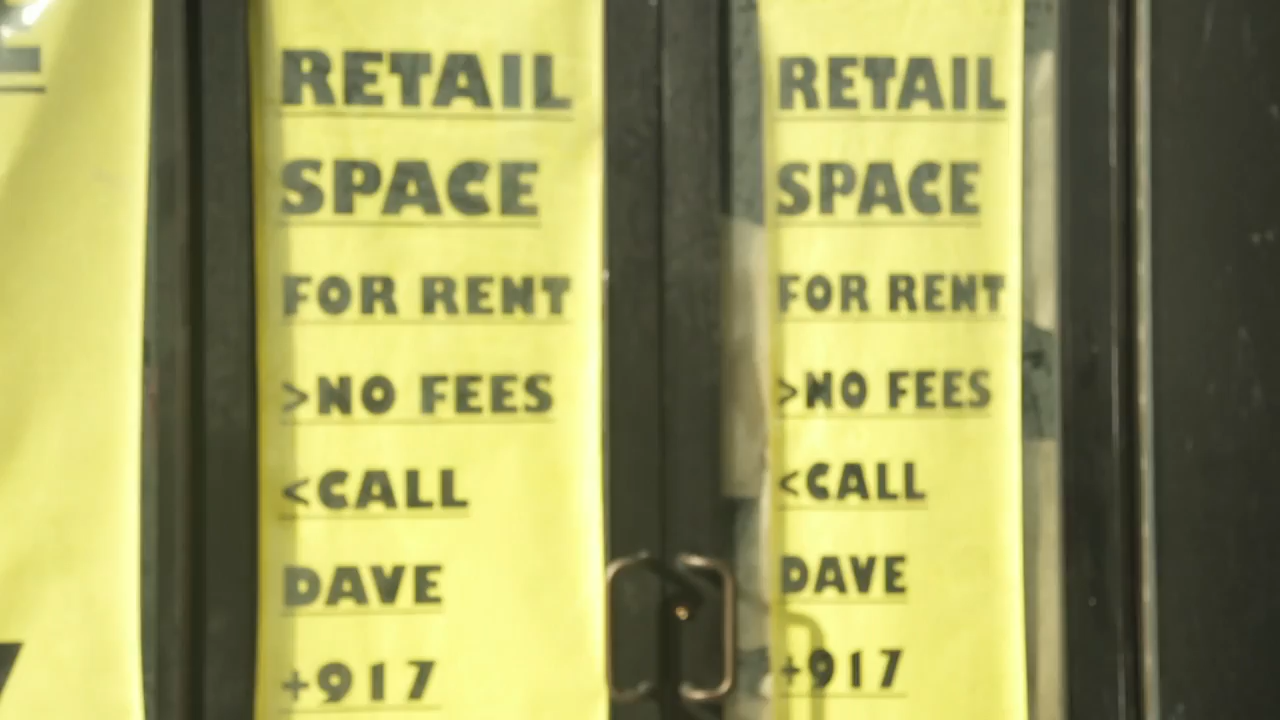 RETAIL
SPACE
FOR RENT
>NO FEES
<CALL
DAVE
+917
RETAIL
SPACE
FOR RENT
>NO FEES
<CALL
DAVE
+917